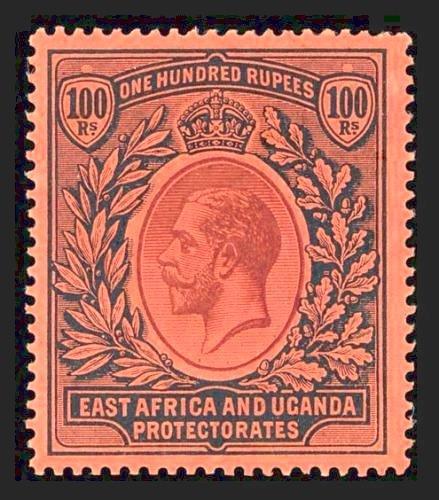 ONE HUNDRED RUPEES
100 100
Rs Rs
EAST AFRICA AND UGANDA
PROTECTORATES